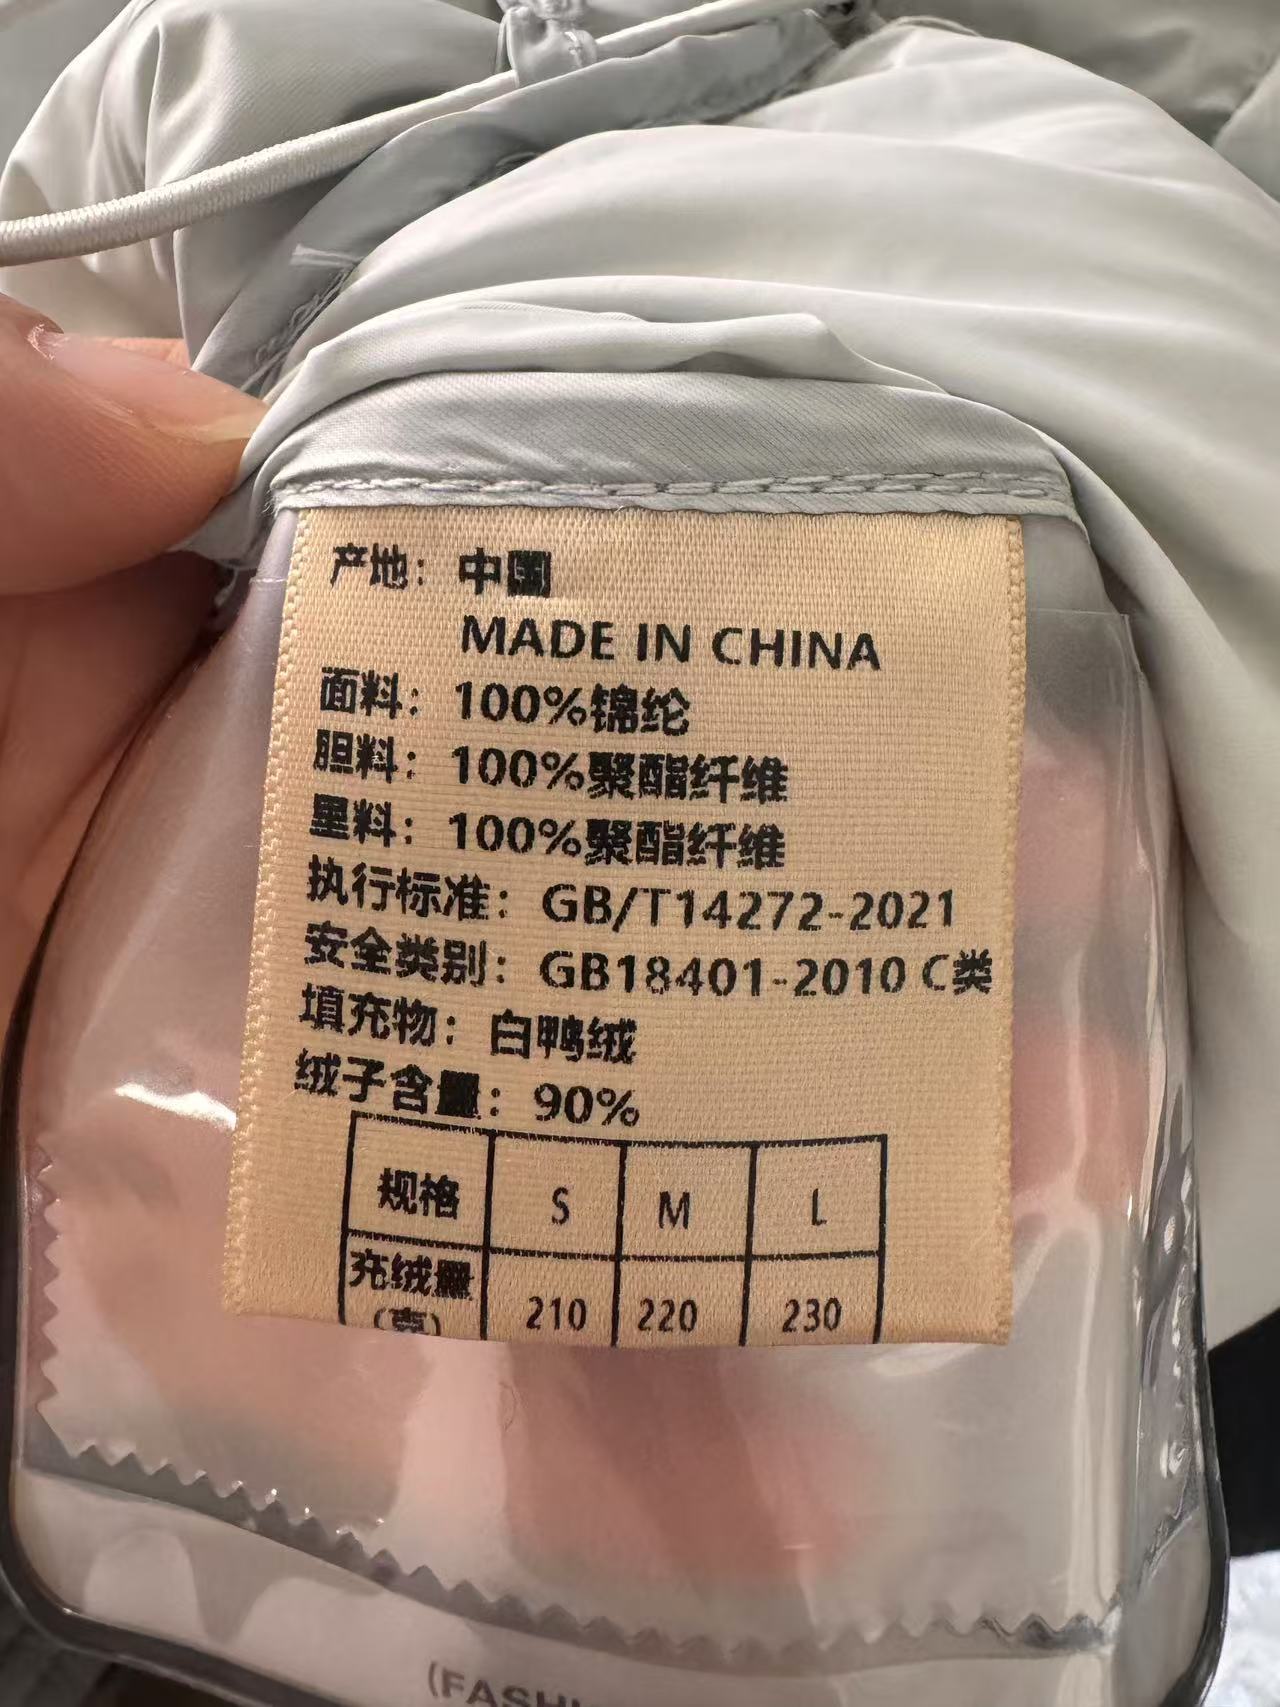 产地：中国
MADE IN CHINA
面料：100%锦纶
胆料：100%聚酯纤维
里料：100%聚酯纤维
执行标准：GB/T14272-2021
安全类别：GB18401-2010 C类
填充物：白鸭绒
绒子含量：90%
规格 S M L
充绒量 210 220 230
(克)